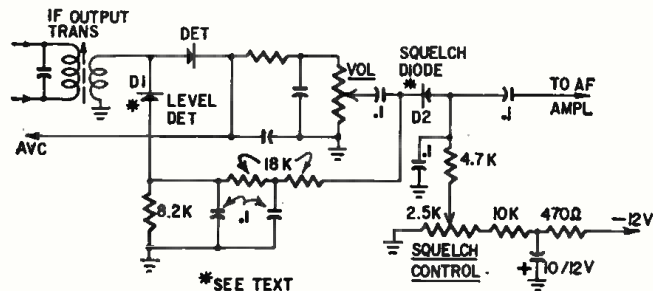 IF OUTPUT
TRANS
DET
D1
*
LEVEL
DET
AVC
VOL
.1
SQUELCH
DIODE
*
D2
.1
TO AF
AMPL
18K
.1
8.2K
.1
4.7K
2.5K
10K
470Ω
-12V
SQUELCH
CONTROL
+
10/12V
*SEE TEXT